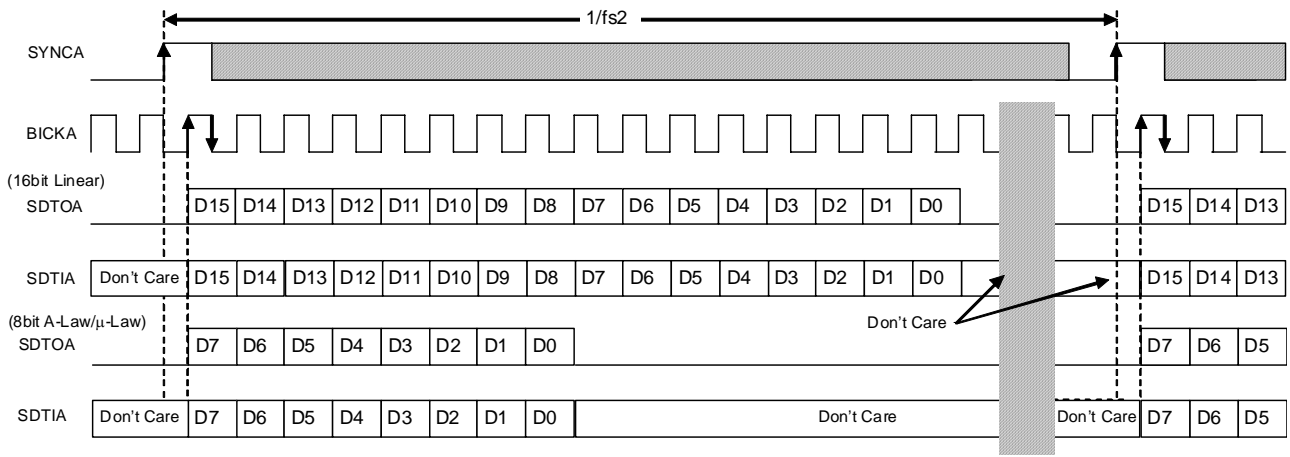 1/fs2
SYNCA
BICKA
(16bit Linear)
SDTOA D15 D14 D13 D12 D11 D10 D9 D8 D7 D6 D5 D4 D3 D2 D1 D0 D15 D14 D13
SDTIA Don't Care D15 D14 D13 D12 D11 D10 D9 D8 D7 D6 D5 D4 D3 D2 D1 D0 D15 D14 D13
Don't Care
(8bit A-Law/μ-Law)
SDTOA D7 D6 D5 D4 D3 D2 D1 D0 D7 D6 D5
SDTIA Don't Care D7 D6 D5 D4 D3 D2 D1 D0 Don't Care Don't Care D7 D6 D5